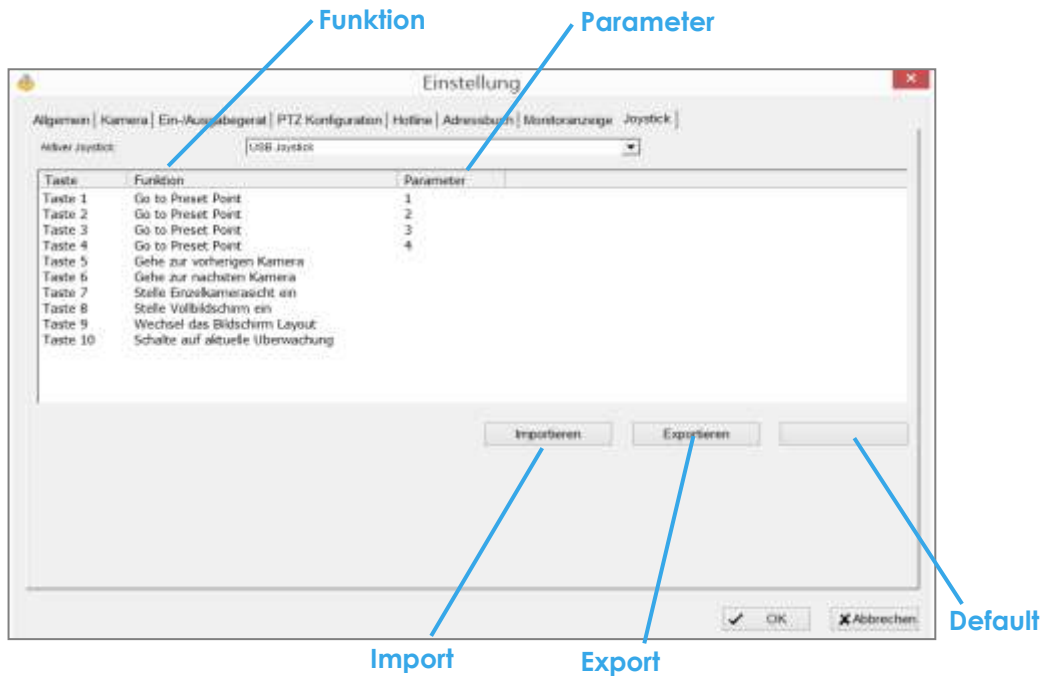 Funktion Parameter
Einstellung
Allgemein Kamera Ein-/Ausgabegerat PTZ Konfiguration Hotline Adressbuch Monitoranzeige Joystick
Aktiver Joystick: USB Joystick
Taste Funktion Parameter
Taste 1 Go to Preset Point 1
Taste 2 Go to Preset Point 2
Taste 3 Go to Preset Point 3
Taste 4 Go to Preset Point 4
Taste 5 Gehe zur vorherigen Kamera
Taste 6 Gehe zur nachsten Kamera
Taste 7 Stelle Einzelkamerasicht ein
Taste 8 Stelle Vollbildschirm ein
Taste 9 Wechsel das Bildschirm Layout
Taste 10 Schalte auf aktuelle Uberwachung
Importieren Exportieren
OK Abbrechen
Default
Import Export